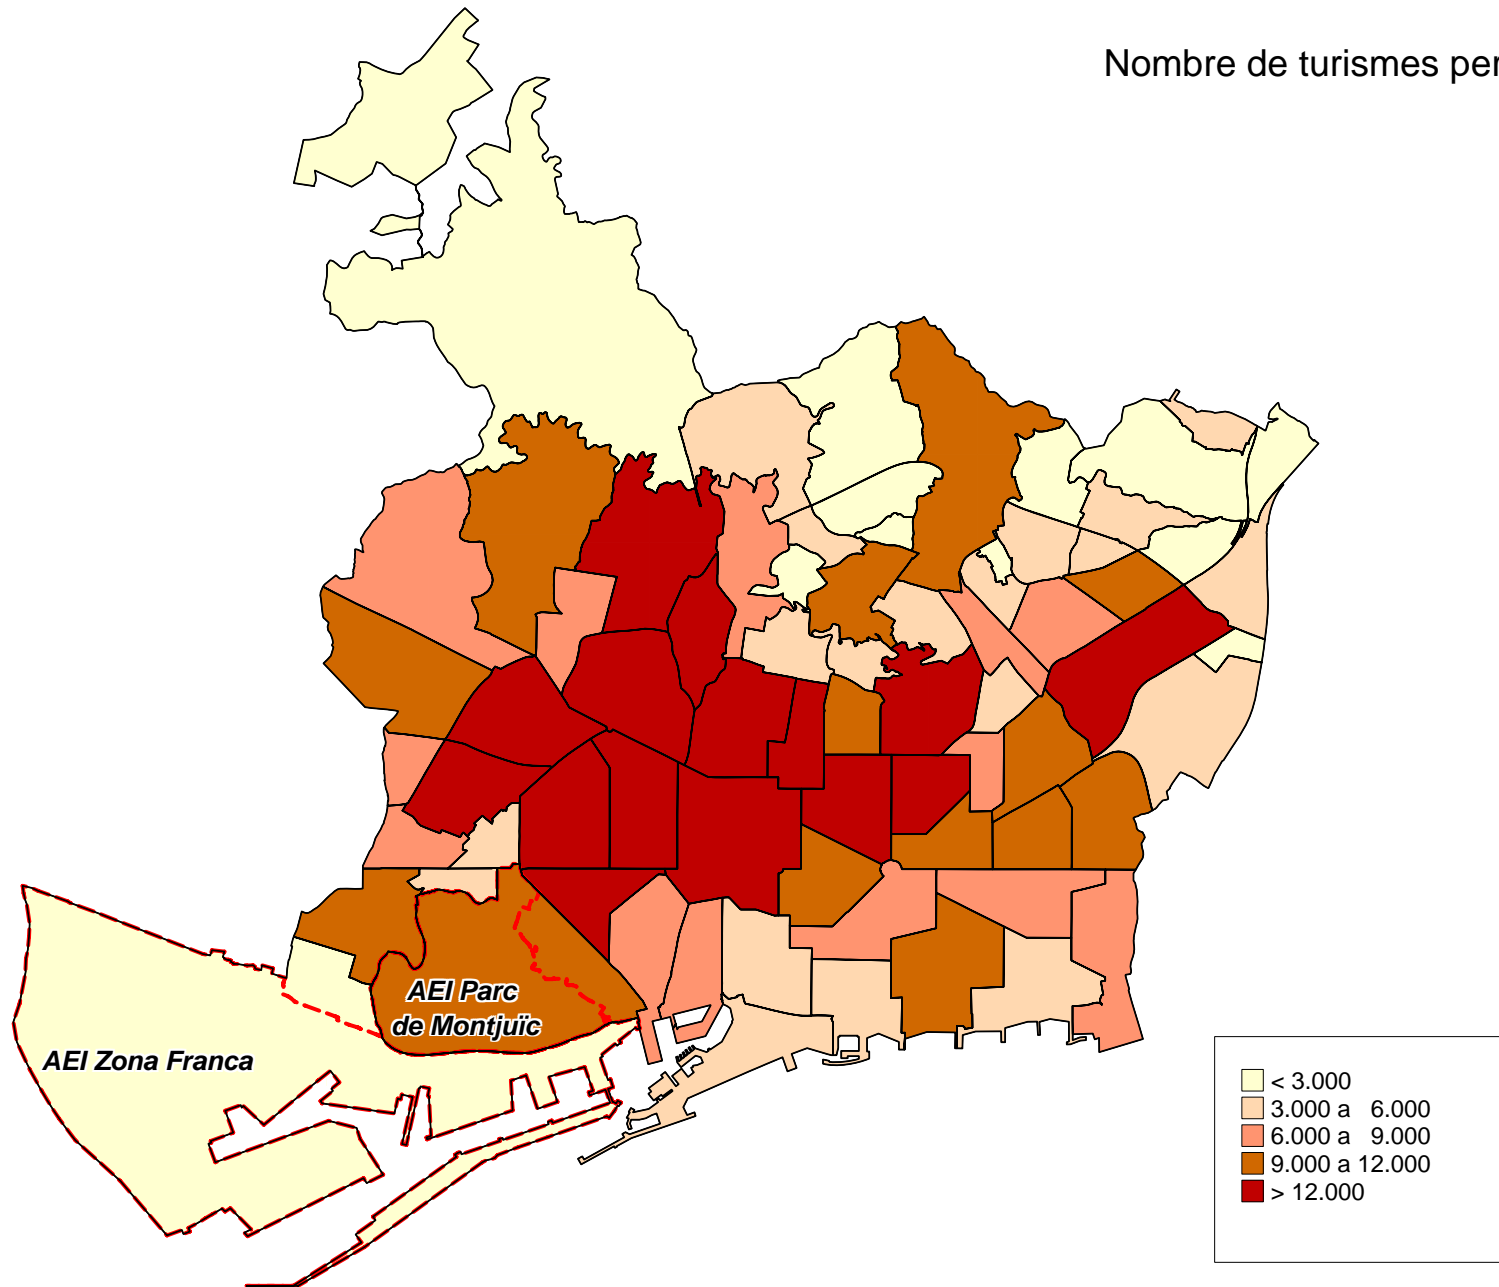 Nombre de turismes per
AEI Parc
de Montjuïc
AEI Zona Franca
< 3.000
3.000 a 6.000
6.000 a 9.000
9.000 a 12.000
> 12.000